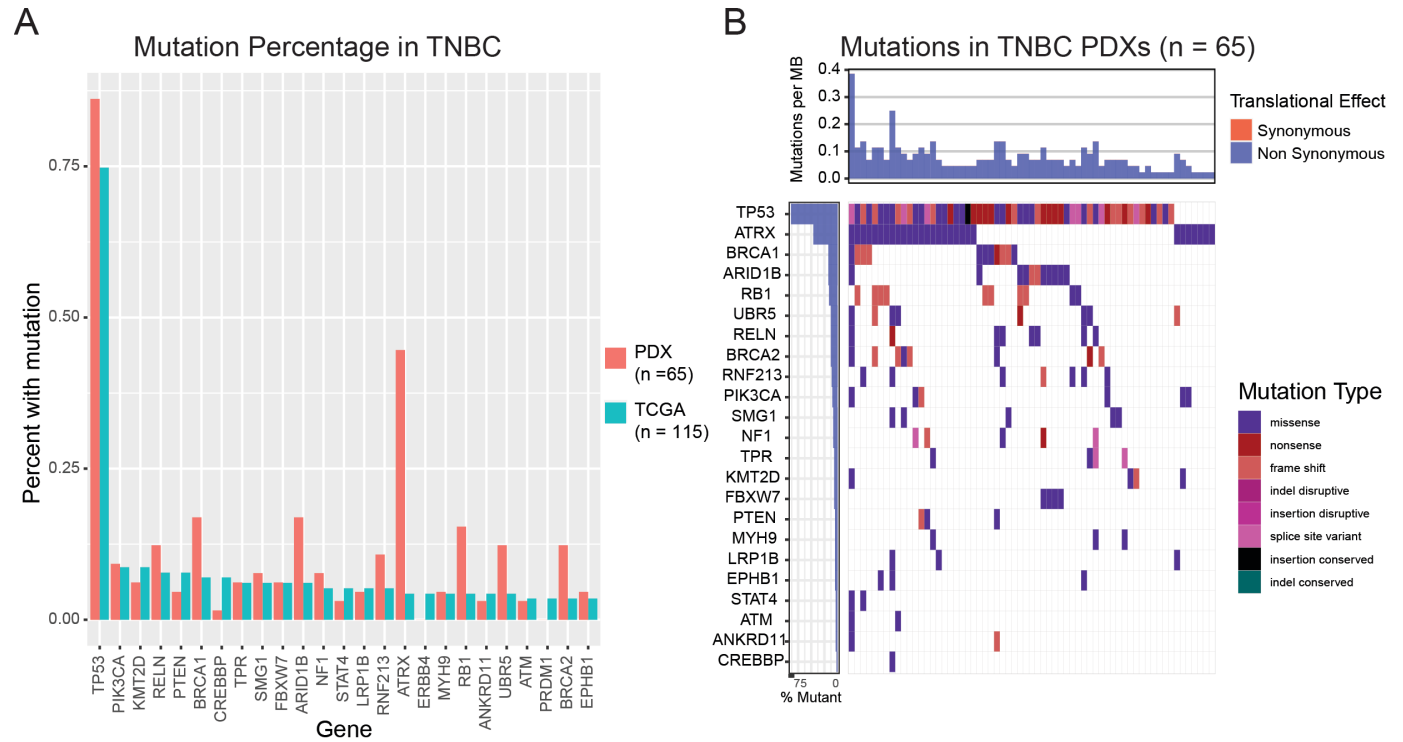 A
Mutation Percentage in TNBC
Percent with mutation
0.75
0.50
0.25
0.00
TP53
PIK3CA
KMT2D
RELN
PTEN
BRCA1
CREBBP
TPR
SMG1
FBXW7
ARID1B
NF1
STAT4
LRP1B
RNF213
ATRX
ERBB4
MYH9
RB1
ANKRD11
UBR5
ATM
PRDM1
BRCA2
EPHB1
Gene
PDX
(n =65)
TCGA
(n = 115)
B
Mutations in TNBC PDXs (n = 65)
Mutations per MB
0.4
0.3
0.2
0.1
0.0
Translational Effect
Synonymous
Non Synonymous
TP53
ATRX
BRCA1
ARID1B
RB1
UBR5
RELN
BRCA2
RNF213
PIK3CA
SMG1
NF1
TPR
KMT2D
FBXW7
PTEN
MYH9
LRP1B
EPHB1
STAT4
ATM
ANKRD11
CREBBP
75 0
% Mutant
Mutation Type
missense
nonsense
frame shift
indel disruptive
insertion disruptive
splice site variant
insertion conserved
indel conserved